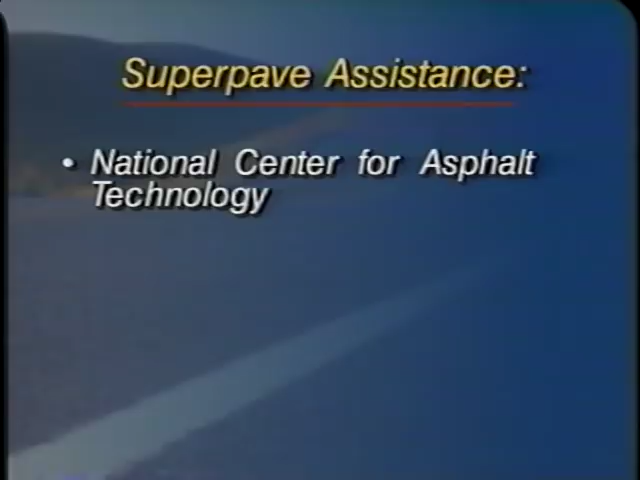 Superpave Assistance:
• National Center for Asphalt
Technology